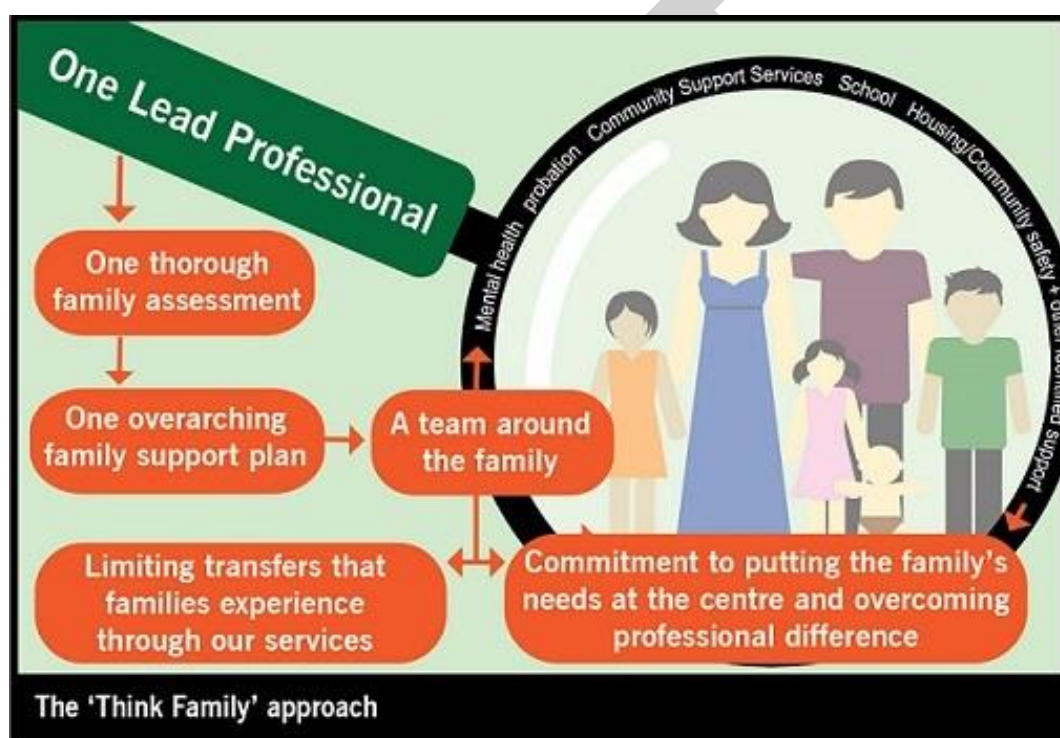 One Lead Professional
Mental health probation Community Support Services School Housing/Community safety + other identified support
One thorough
family assessment
One overarching
family support plan
A team around
the family
Limiting transfers that
families experience
through our services
Commitment to putting the family's
needs at the centre and overcoming
professional difference
The 'Think Family' approach